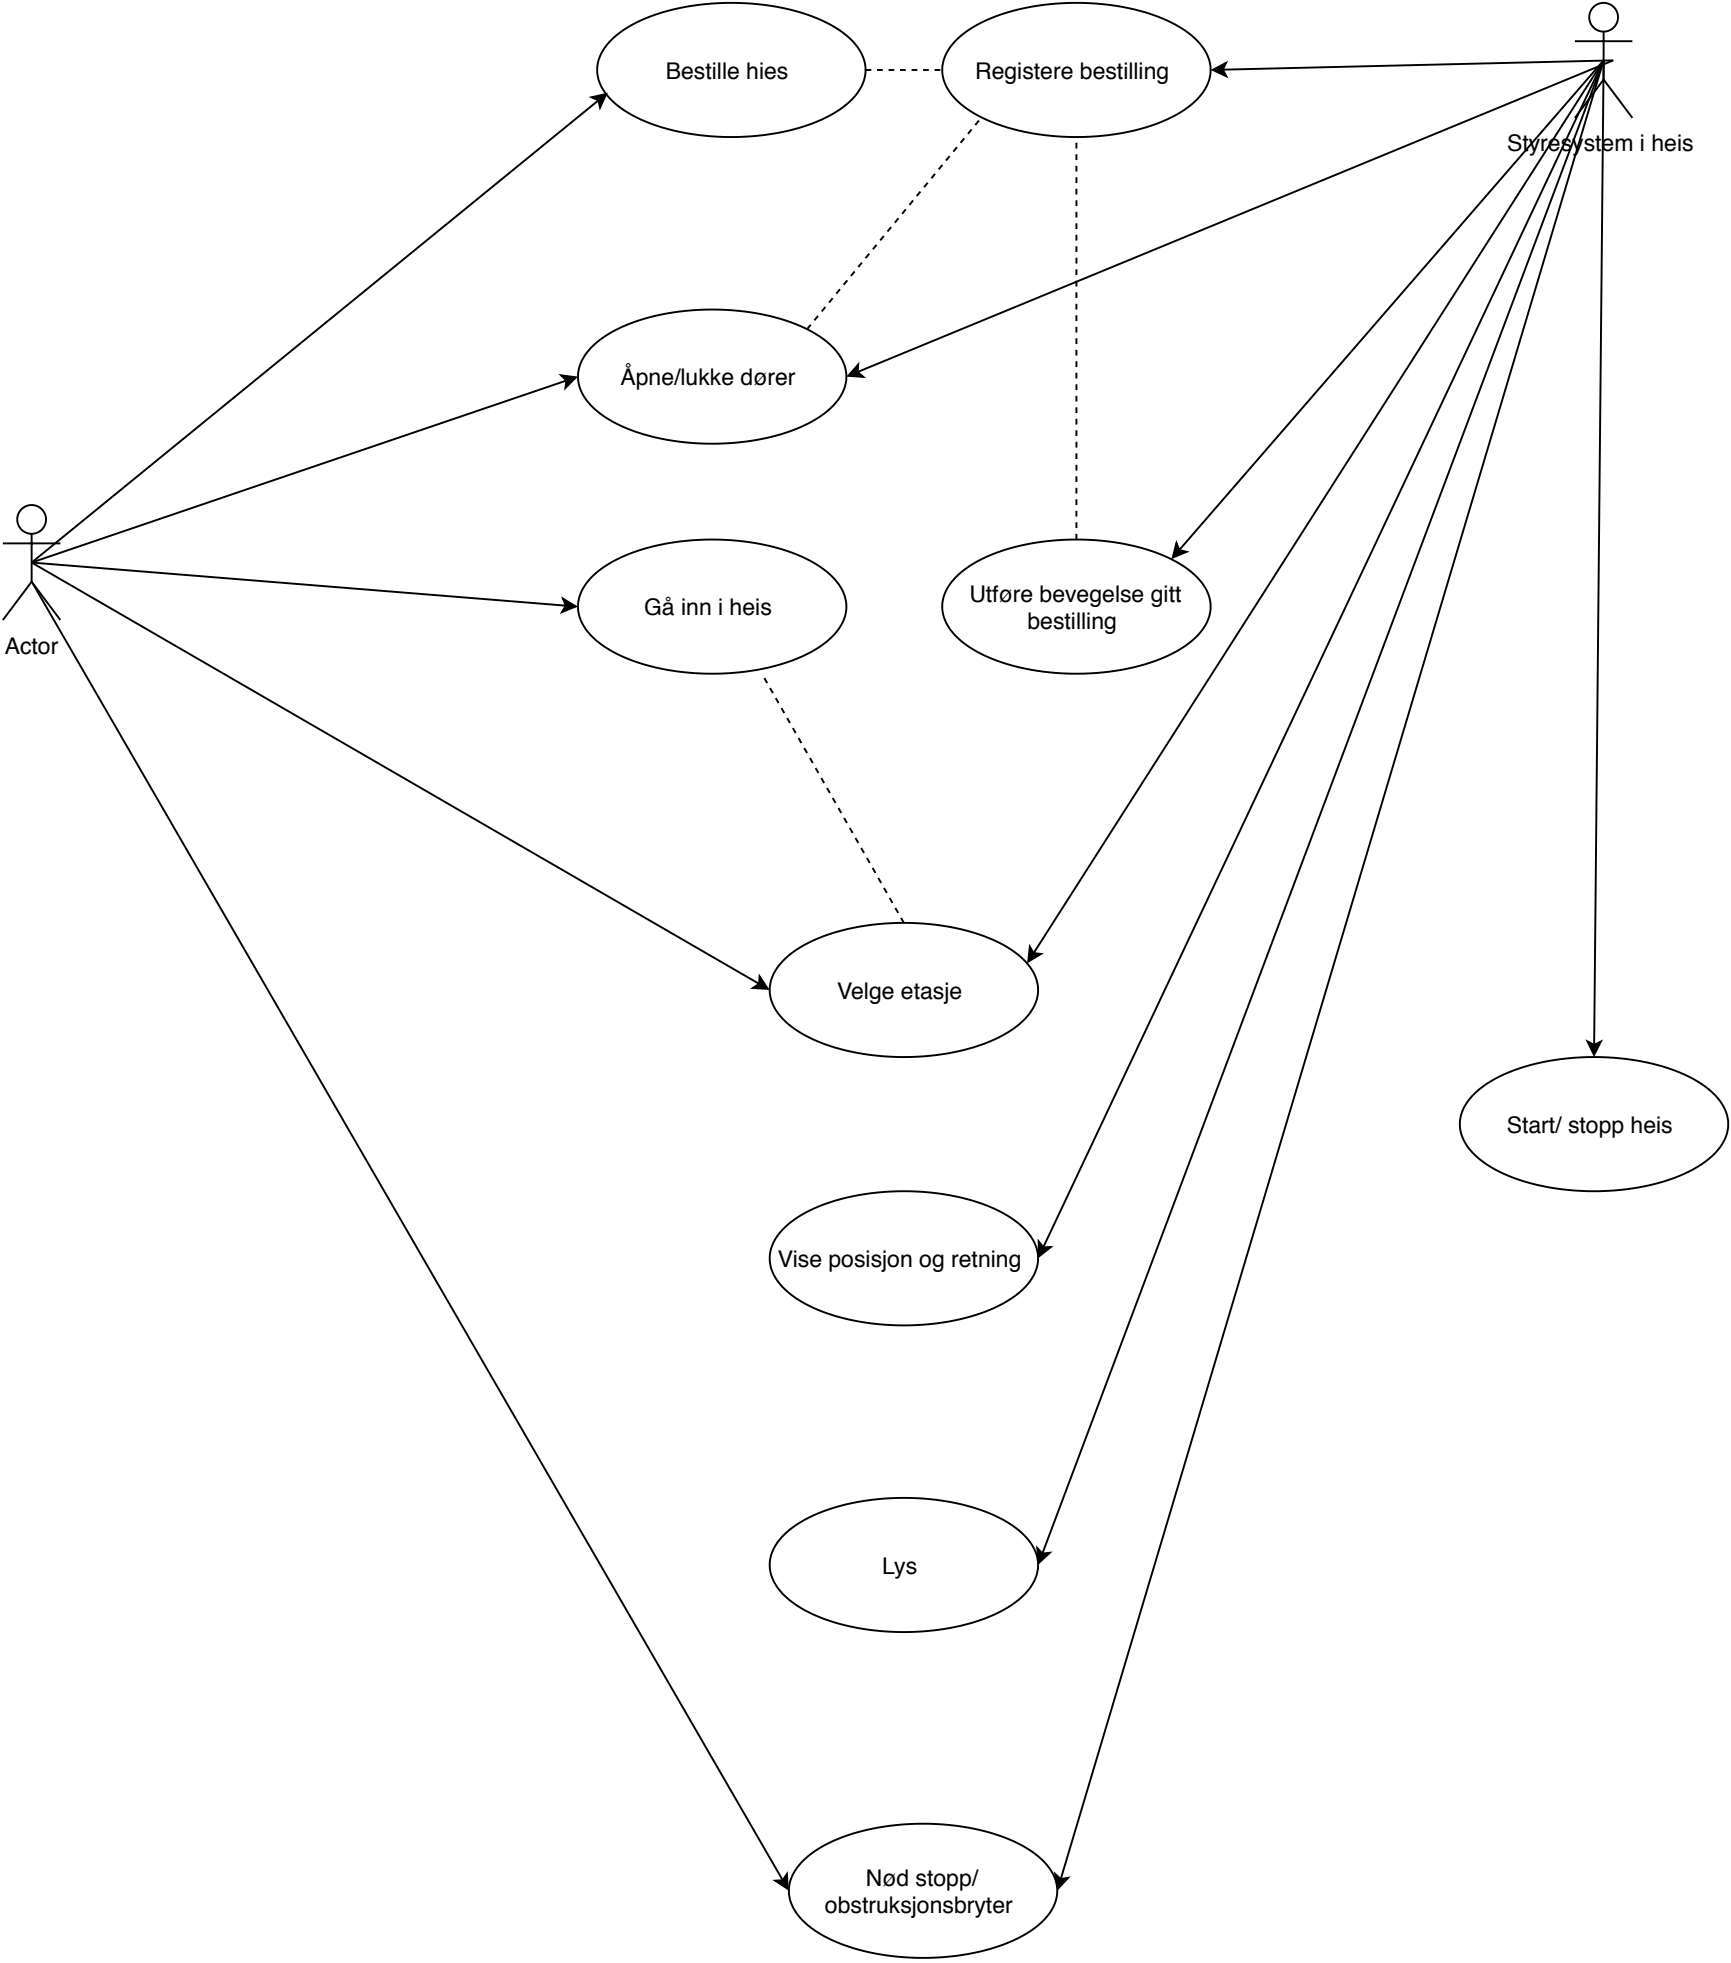 Bestille hies
Registere bestilling
Styresystem i heis
Åpne/lukke dører
Utføre bevegelse gitt
bestilling
Gå inn i heis
Actor
Velge etasje
Start/ stopp heis
Vise posisjon og retning
Lys
Nød stopp/
obstruksjonsbryter